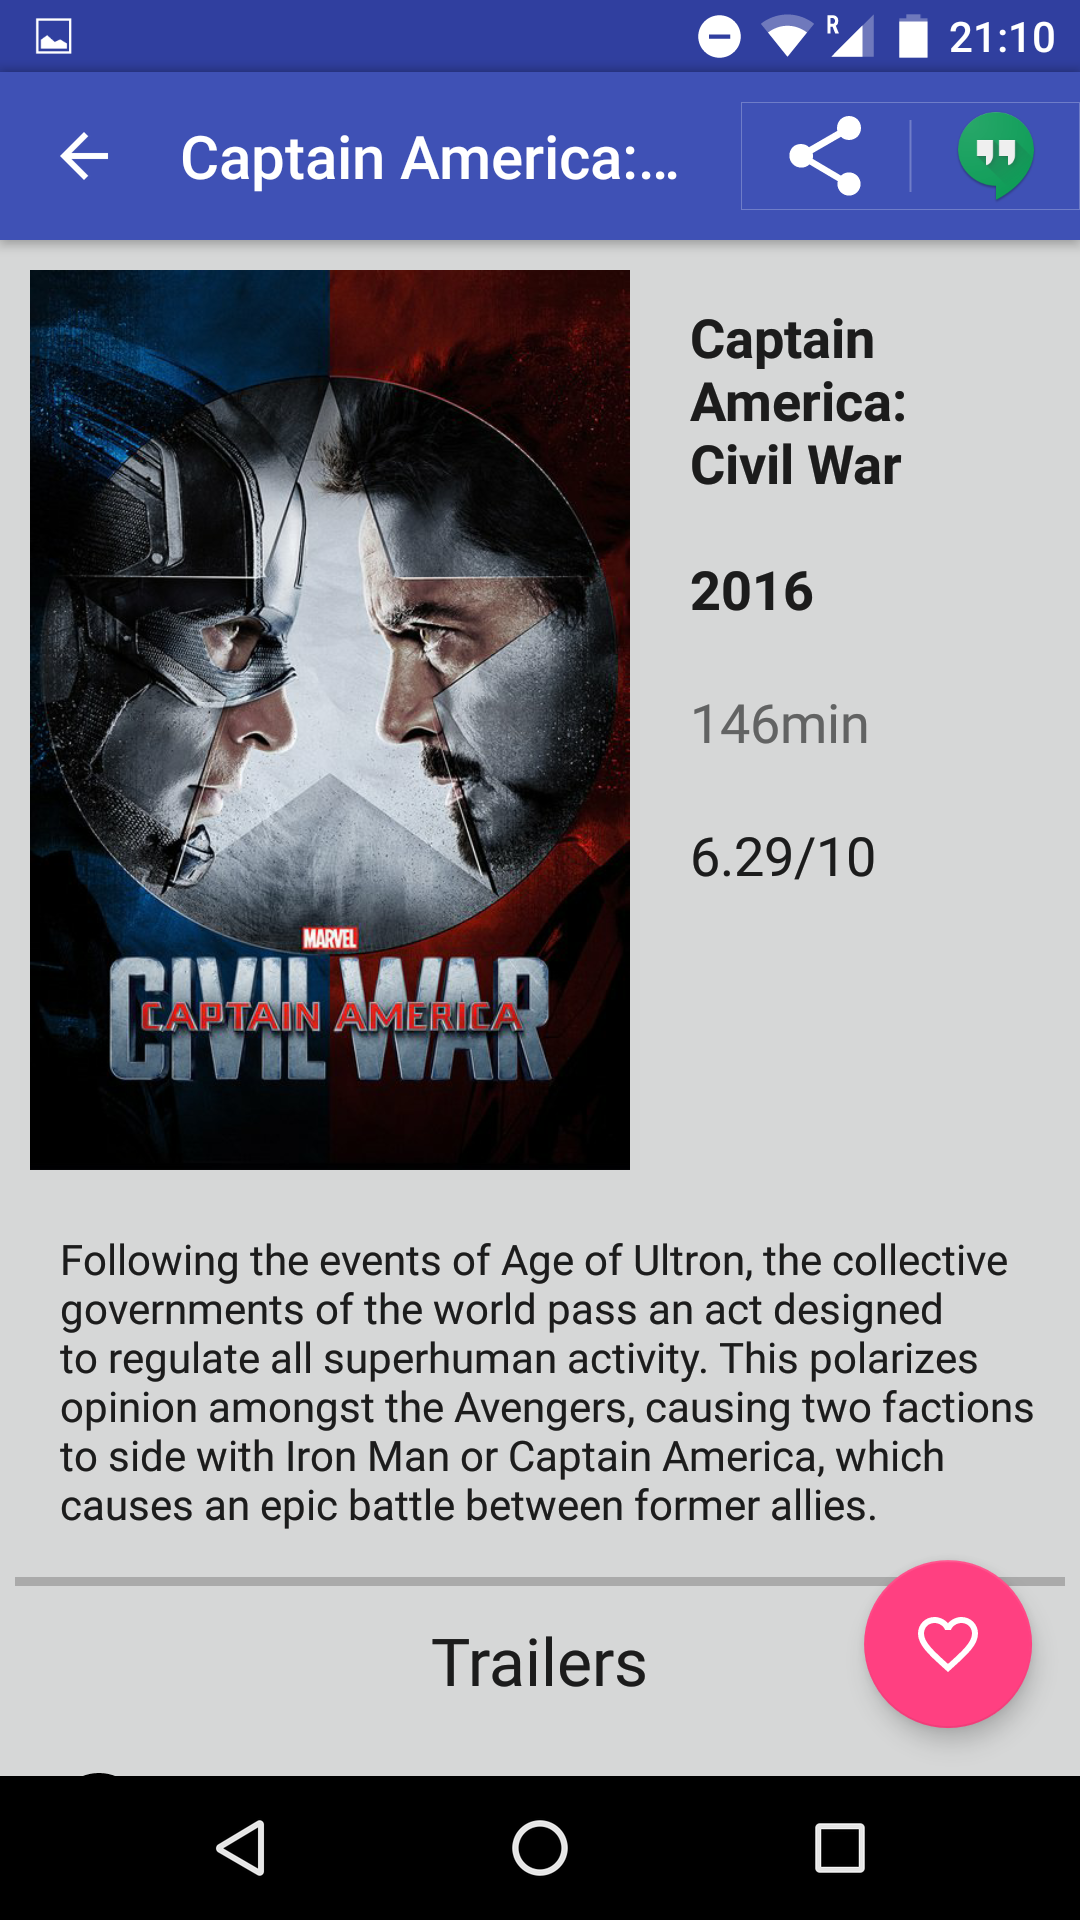 R 21:10
Captain America:...
Captain
America:
Civil War
2016
146min
6.29/10
MARVEL
CIVIL WAR
CAPTAIN AMERICA
Following the events of Age of Ultron, the collective
governments of the world pass an act designed
to regulate all superhuman activity. This polarizes
opinion amongst the Avengers, causing two factions
to side with Iron Man or Captain America, which
causes an epic battle between former allies.
Trailers